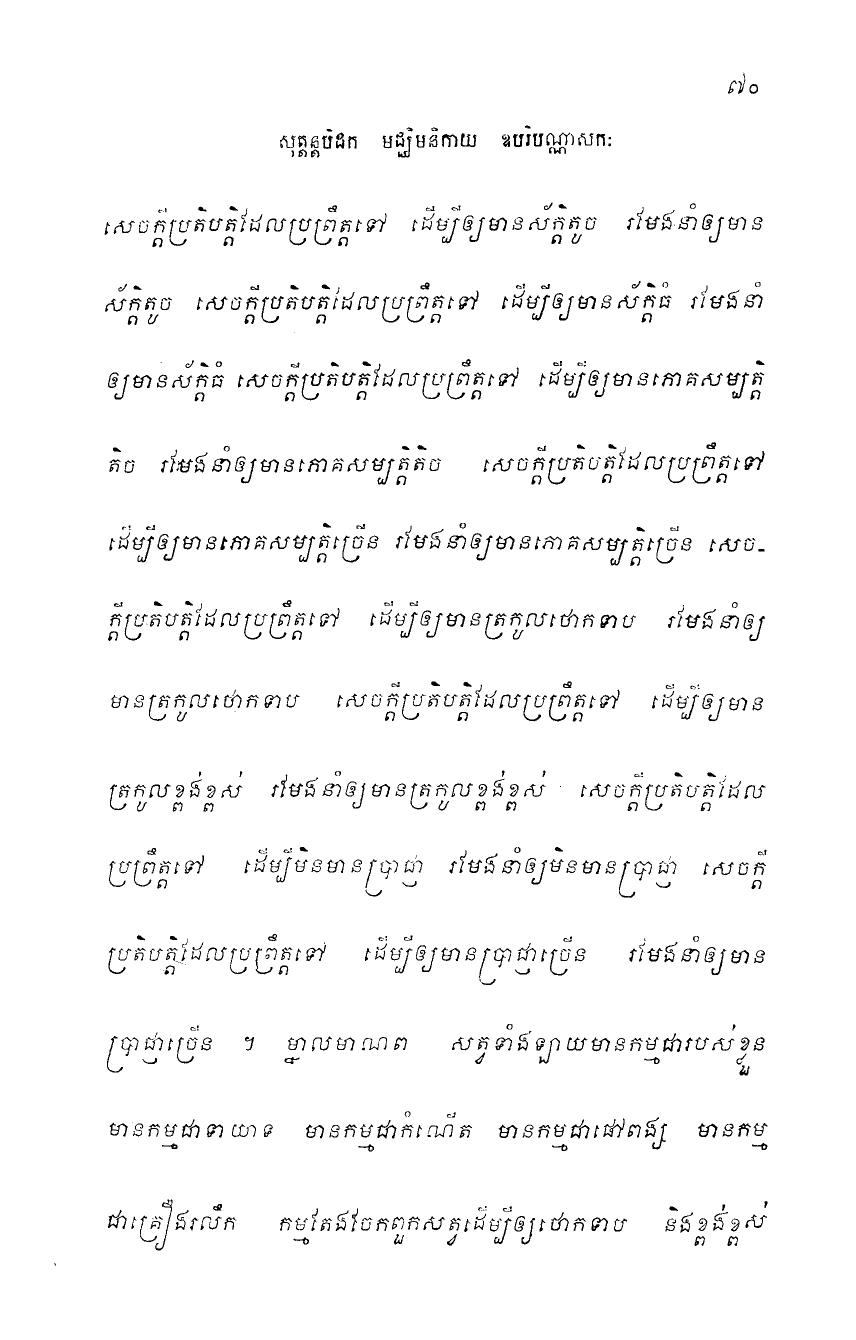 ៧០
សុត្តន្តបិដក មជ្ឈិមនិកាយ ឧបរិបណ្ណាសកៈ
សេចក្តីប្រតិបត្តិដែលប្រព្រឹត្តទៅ ដើម្បីឲ្យមានស័ក្តិតូច រមែងនាំឲ្យមាន
ស័ក្តិតូច សេចក្តីប្រតិបត្តិដែលប្រព្រឹត្តទៅ ដើម្បីឲ្យមានស័ក្តិធំ រមែងនាំ
ឲ្យមានស័ក្តិធំ សេចក្តីប្រតិបត្តិដែលប្រព្រឹត្តទៅ ដើម្បីឲ្យមានភោគសម្បត្តិ
តិច រមែងនាំឲ្យមានភោគសម្បត្តិតិច សេចក្តីប្រតិបត្តិដែលប្រព្រឹត្តទៅ
ដើម្បីឲ្យមានភោគសម្បត្តិច្រើន រមែងនាំឲ្យមានភោគសម្បត្តិច្រើន សេច-
ក្តីប្រតិបត្តិដែលប្រព្រឹត្តទៅ ដើម្បីឲ្យមានត្រកូលថោកទាប រមែងនាំឲ្យ
មានត្រកូលថោកទាប សេចក្តីប្រតិបត្តិដែលប្រព្រឹត្តទៅ ដើម្បីឲ្យមាន
ត្រកូលខ្ពង់ខ្ពស់ រមែងនាំឲ្យមានត្រកូលខ្ពង់ខ្ពស់ សេចក្តីប្រតិបត្តិដែល
ប្រព្រឹត្តទៅ ដើម្បីមិនមានប្រាជ្ញា រមែងនាំឲ្យមិនមានប្រាជ្ញា សេចក្តី
ប្រតិបត្តិដែលប្រព្រឹត្តទៅ ដើម្បីឲ្យមានប្រាជ្ញាច្រើន រមែងនាំឲ្យមាន
ប្រាជ្ញាច្រើន ។ ម្នាលមាណព សត្វទាំងឡាយមានកម្មជារបស់ខ្លួន
មានកម្មជាទាយាទ មានកម្មជាកំណើត មានកម្មជាផៅពង្ស មានកម្ម
ជាគ្រឿងរលឹក កម្មតែងចែកពួកសត្វដើម្បីឲ្យថោកទាប និងខ្ពង់ខ្ពស់